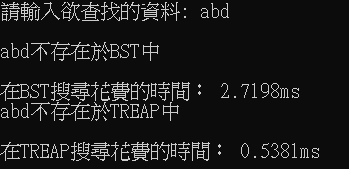 請輸入欲查找的資料: abd
abd不存在於BST中
在BST搜尋花費的時間： 2.7198ms
abd不存在於TREAP中
在TREAP搜尋花費的時間： 0.5381ms